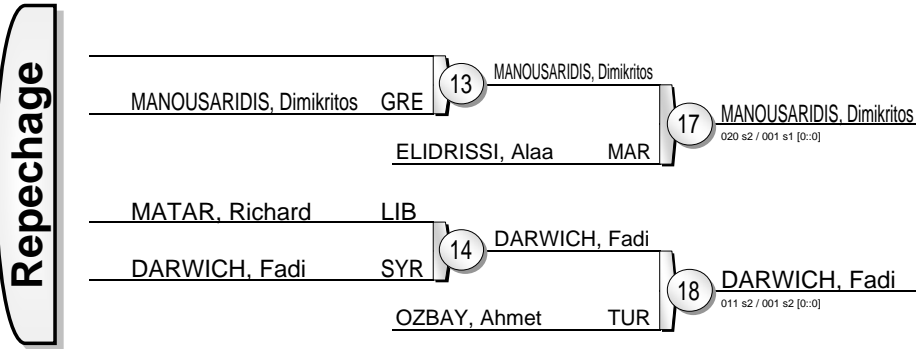 Repechage
13
MANOUSARIDIS, Dimikritos
MANOUSARIDIS, Dimikritos GRE
17
MANOUSARIDIS, Dimikritos
020 s2 / 001 s1 [0::0]
ELIDRISSI, Alaa MAR
MATAR, Richard LIB
14
DARWICH, Fadi
DARWICH, Fadi SYR
18
DARWICH, Fadi
011 s2 / 001 s2 [0::0]
OZBAY, Ahmet TUR